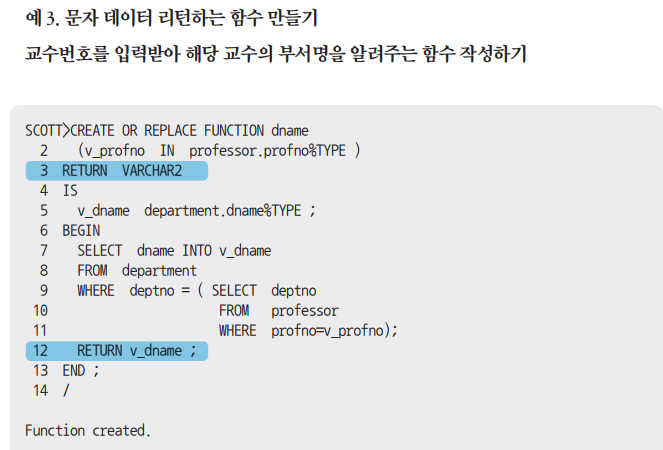 예 3. 문자 데이터 리턴하는 함수 만들기
교수번호를 입력받아 해당 교수의 부서명을 알려주는 함수 작성하기
SCOTT>CREATE OR REPLACE FUNCTION dname
2 (v_profno IN professor.profno%TYPE )
3 RETURN VARCHAR2
4 IS
5 v_dname department.dname%TYPE ;
6 BEGIN
7 SELECT dname INTO v_dname
8 FROM department
9 WHERE deptno = ( SELECT deptno
10 FROM professor
11 WHERE profno=v_profno);
12 RETURN v_dname ;
13 END ;
14 /
Function created.